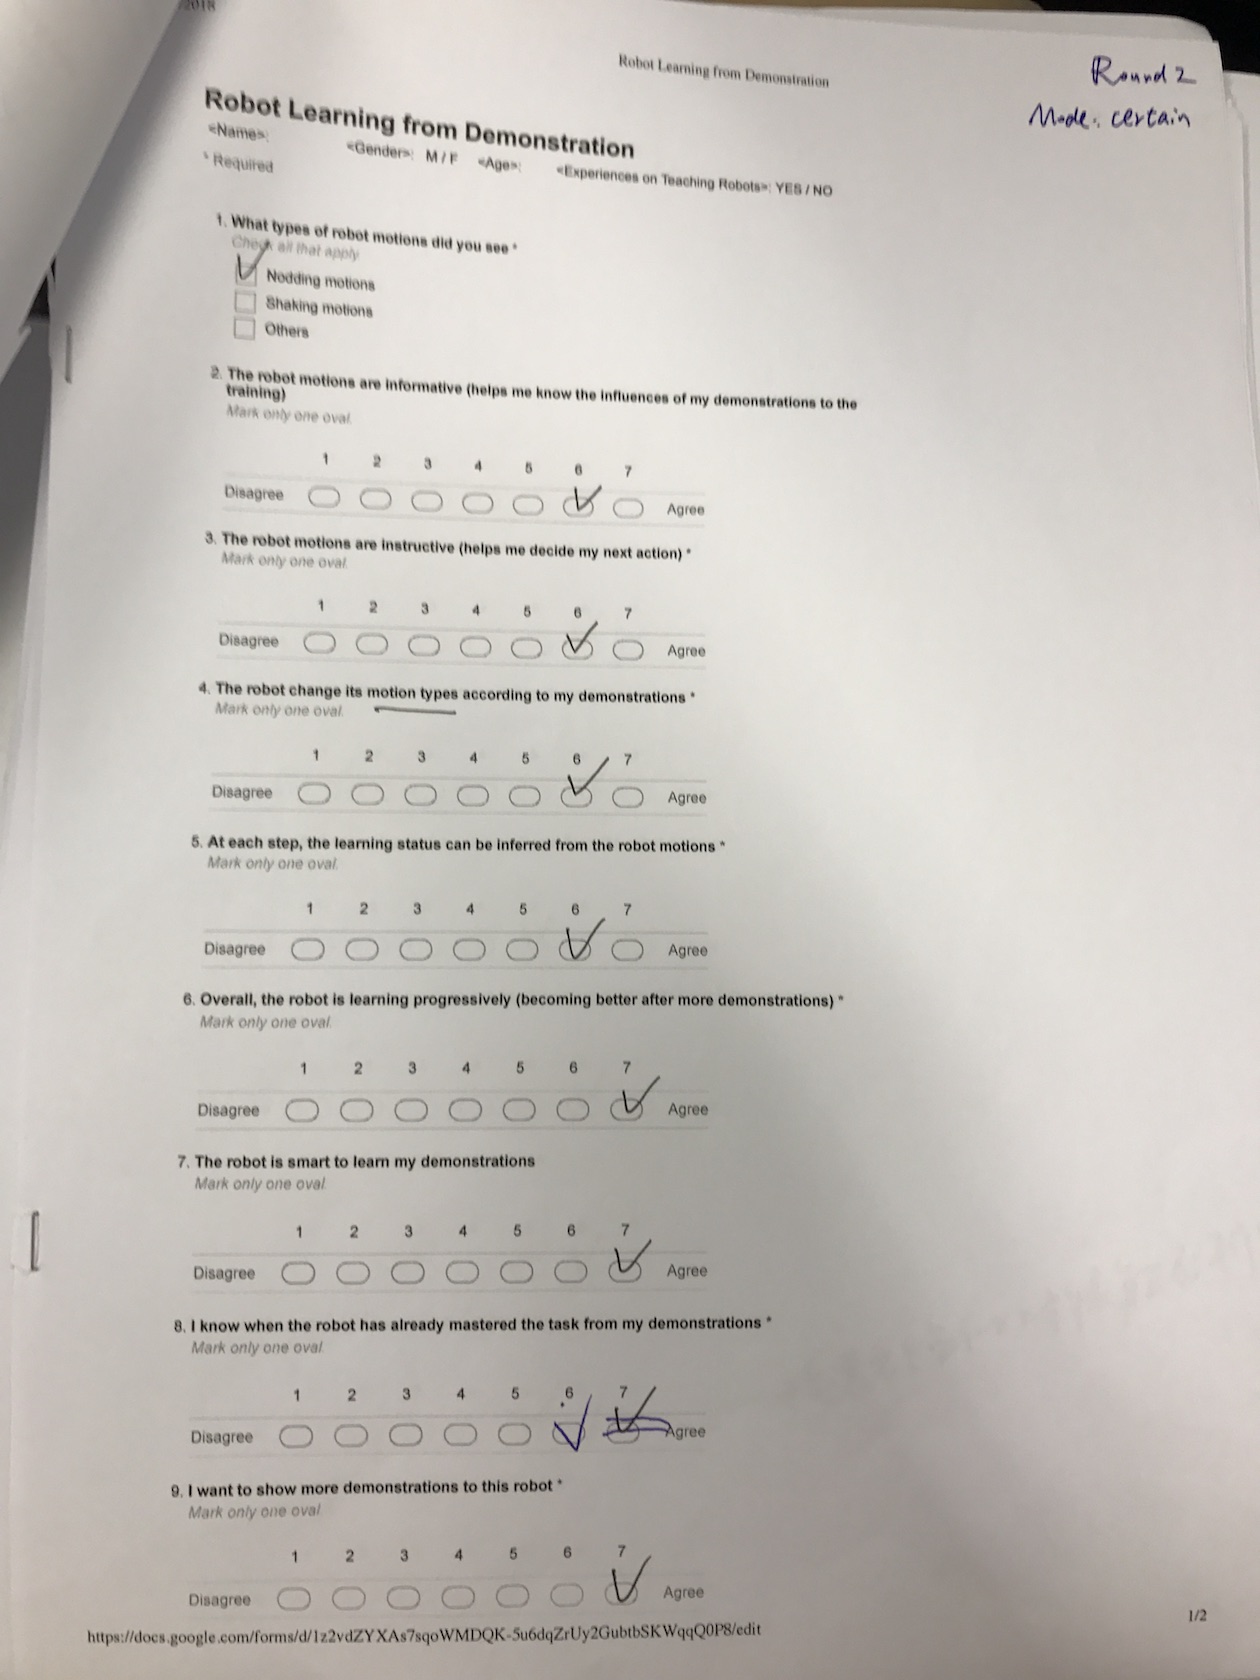 /2018
Robot Learning from Demonstration
Round 2
Mode: certain
Robot Learning from Demonstration
<Name>: <Gender>: M / F <Age>: <Experiences on Teaching Robots>: YES / NO
* Required
1. What types of robot motions did you see *
Check all that apply
Nodding motions
Shaking motions
Others
2. The robot motions are informative (helps me know the influences of my demonstrations to the
training)
Mark only one oval.
1 2 3 4 5 6 7
Disagree Agree
3. The robot motions are instructive (helps me decide my next action) *
Mark only one oval.
1 2 3 4 5 6 7
Disagree Agree
4. The robot change its motion types according to my demonstrations *
Mark only one oval.
1 2 3 4 5 6 7
Disagree Agree
5. At each step, the learning status can be inferred from the robot motions *
Mark only one oval.
1 2 3 4 5 6 7
Disagree Agree
6. Overall, the robot is learning progressively (becoming better after more demonstrations) *
Mark only one oval.
1 2 3 4 5 6 7
Disagree Agree
7. The robot is smart to learn my demonstrations
Mark only one oval.
1 2 3 4 5 6 7
Disagree Agree
8. I know when the robot has already mastered the task from my demonstrations *
Mark only one oval.
1 2 3 4 5 6 7
Disagree Agree
9. I want to show more demonstrations to this robot *
Mark only one oval.
1 2 3 4 5 6 7
Disagree Agree
https://docs.google.com/forms/d/1z2vdZYXAs7sqoWMDQK-5u6dqZrUy2GubtbSKWqqQ0P8/edit
1/2